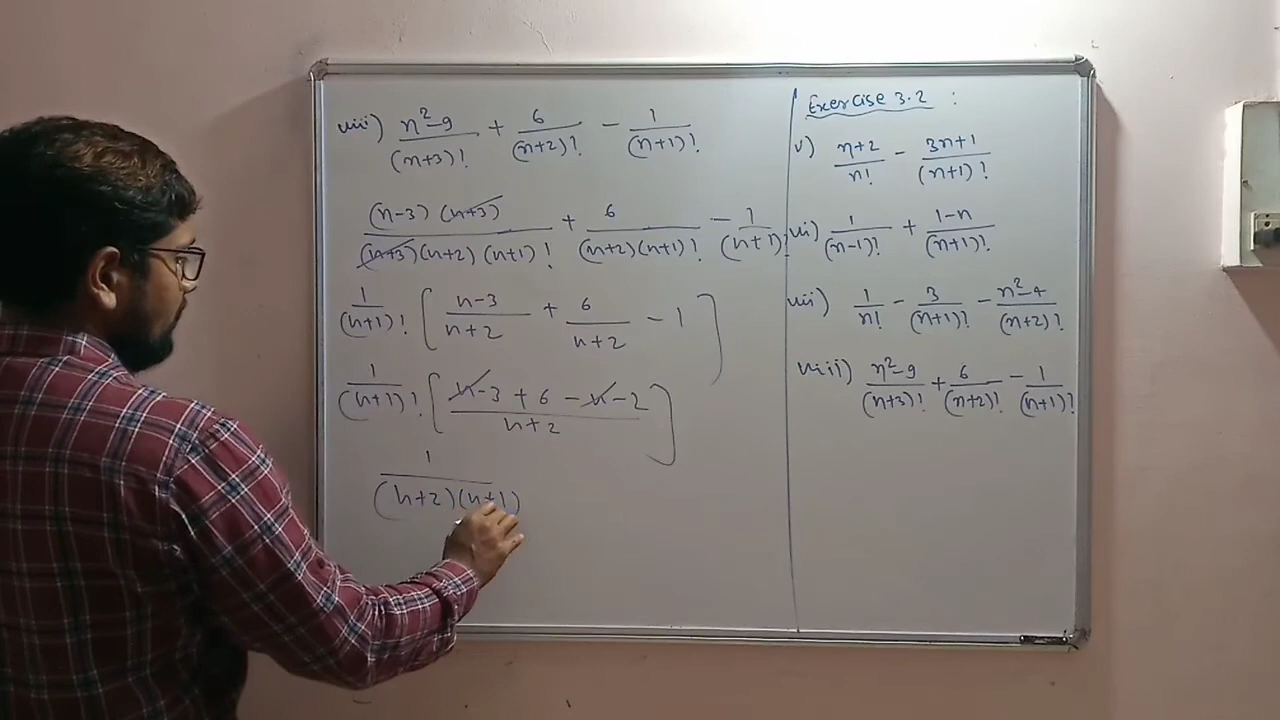 viii) (n²-9)/(n+3)! + 6/(n+2)! - 1/(n+1)!
(n-3)(n+3)/(n+3)(n+2)(n+1)! + 6/(n+2)(n+1)! - 1/(n+1)!
1/(n+1)! [ (n-3)/(n+2) + 6/(n+2) - 1 ]
1/(n+1)! [ (n-3+6-n-2)/(n+2) ]
1/(n+2)(n+1)
Exercise 3.2 :
v) (n+2)/n! - (3n+1)/(n+1)!
vi) 1/(n-1)! + (1-n)/(n+1)!
vii) 1/n! - 3/(n+1)! - (n²-4)/(n+2)!
viii) (n²-9)/(n+3)! + 6/(n+2)! - 1/(n+1)!